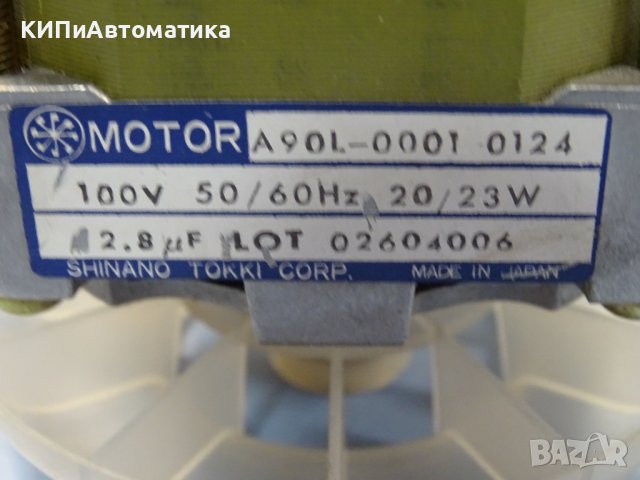 КИПиАвтоматика
MOTOR A90L-0001 0124
100V 50/60Hz 20/23W
2.8µF LOT 02604006
SHINANO TOKKI CORP. MADE IN JAPAN
BAZAR